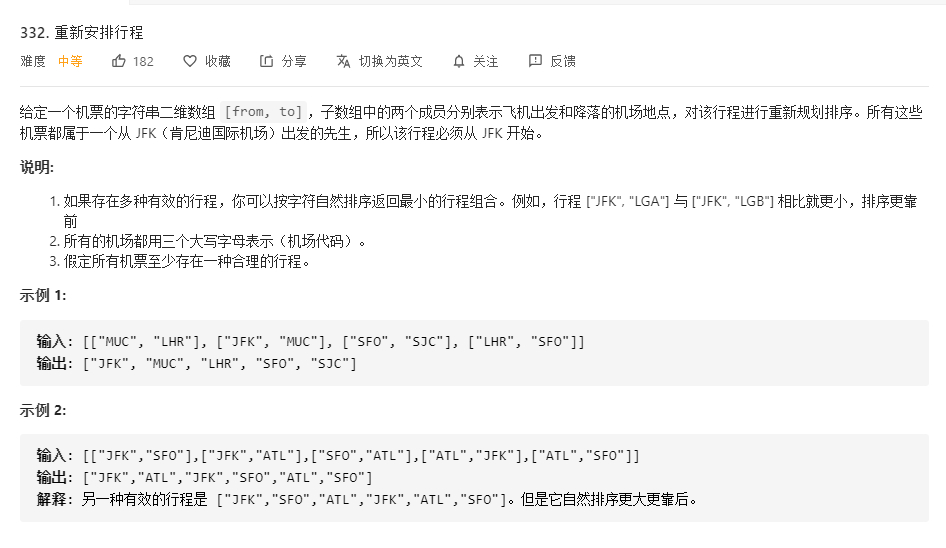 332. 重新安排行程
难度 中等 182 收藏 分享 切换为英文 关注 反馈
给定一个机票的字符串二维数组 [from, to]，子数组中的两个成员分别表示飞机出发和降落的机场地点，对该行程进行重新规划排序。所有这些
机票都属于一个从 JFK（肯尼迪国际机场）出发的先生，所以该行程必须从 JFK 开始。
说明:
1. 如果存在多种有效的行程，你可以按字符自然排序返回最小的行程组合。例如，行程 ["JFK", "LGA"] 与 ["JFK", "LGB"] 相比就更小，排序更靠
前
2. 所有的机场都用三个大写字母表示（机场代码）。
3. 假定所有机票至少存在一种合理的行程。
示例 1:
输入: [["MUC", "LHR"], ["JFK", "MUC"], ["SFO", "SJC"], ["LHR", "SFO"]]
输出: ["JFK", "MUC", "LHR", "SFO", "SJC"]
示例 2:
输入: [["JFK","SFO"],["JFK","ATL"],["SFO","ATL"],["ATL","JFK"],["ATL","SFO"]]
输出: ["JFK","ATL","JFK","SFO","ATL","SFO"]
解释: 另一种有效的行程是 ["JFK","SFO","ATL","JFK","ATL","SFO"]。但是它自然排序更大更靠后。